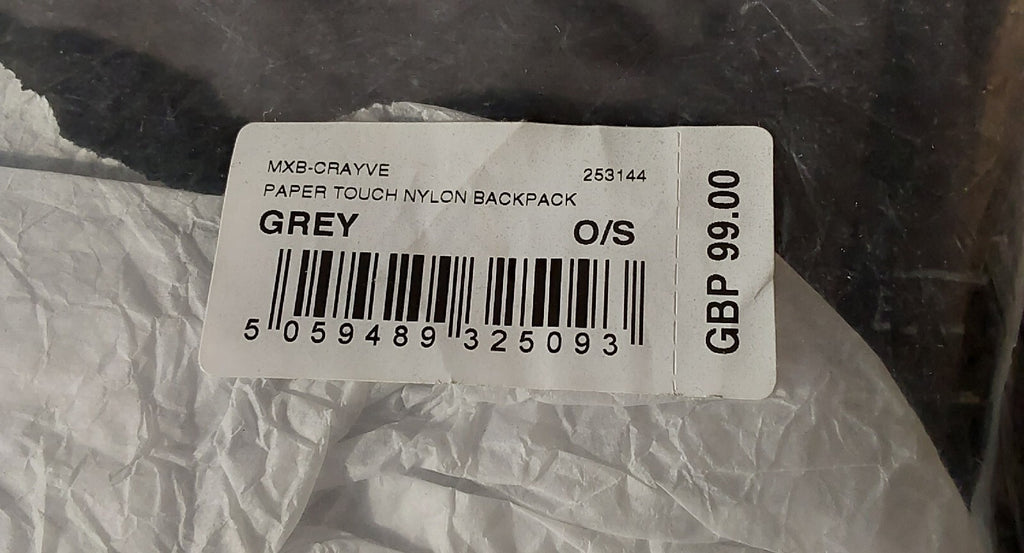 MXB-CRAYVE 253144
PAPER TOUCH NYLON BACKPACK
GREY O/S
5 059489 325093
GBP 99.00